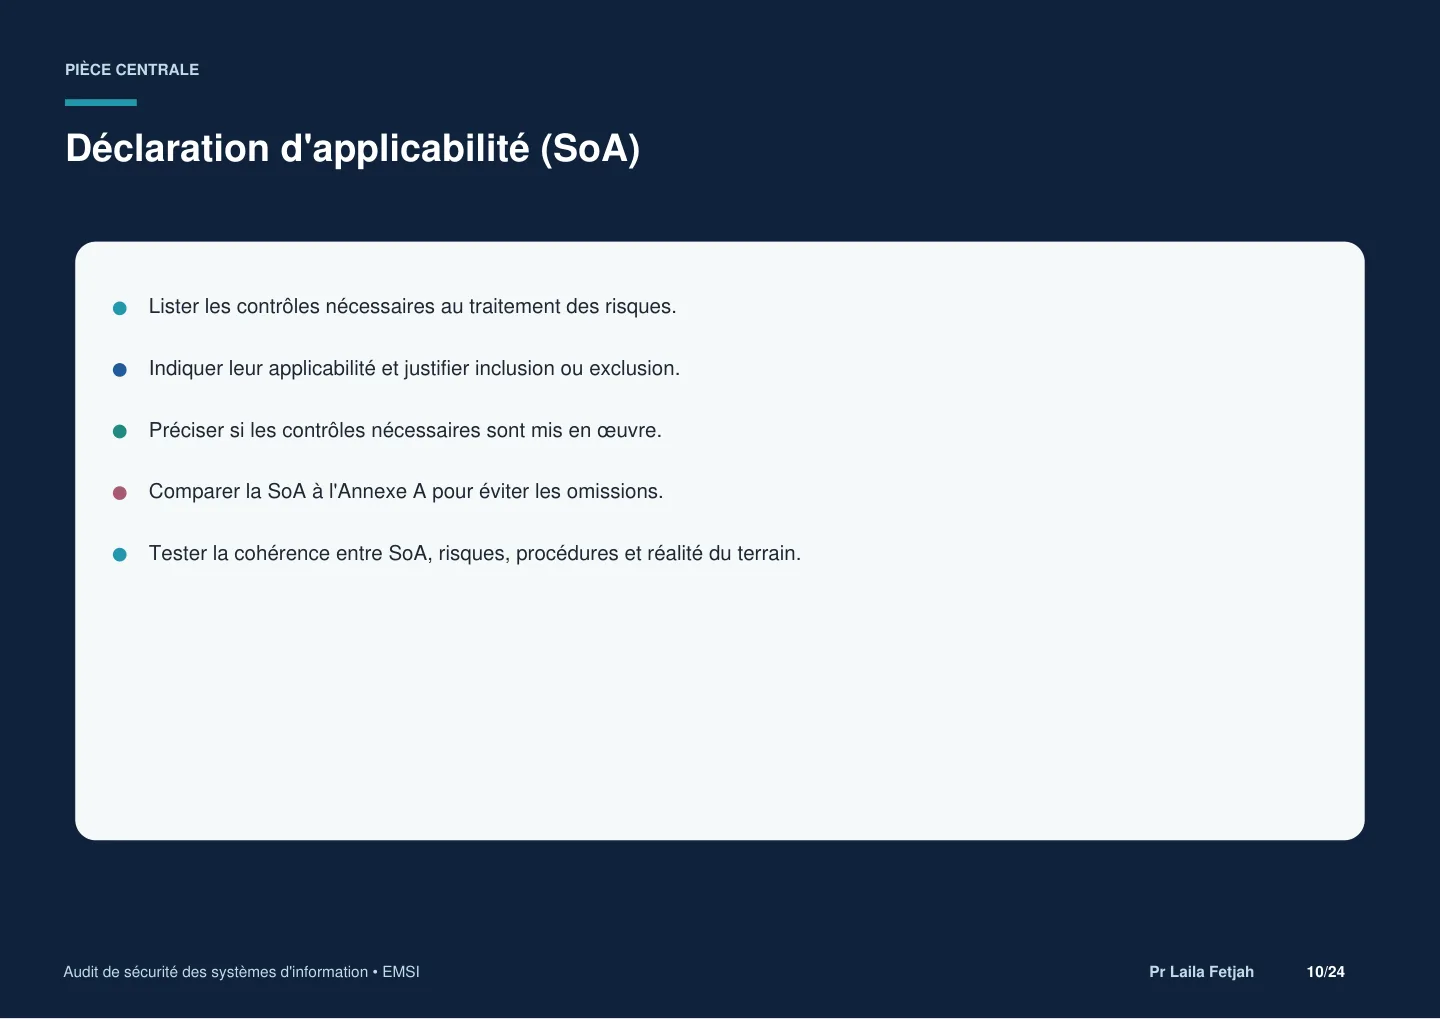 PIÈCE CENTRALE
Déclaration d'applicabilité (SoA)
Lister les contrôles nécessaires au traitement des risques.
Indiquer leur applicabilité et justifier inclusion ou exclusion.
Préciser si les contrôles nécessaires sont mis en œuvre.
Comparer la SoA à l'Annexe A pour éviter les omissions.
Tester la cohérence entre SoA, risques, procédures et réalité du terrain.
Audit de sécurité des systèmes d'information • EMSI
Pr Laila Fetjah
10/24